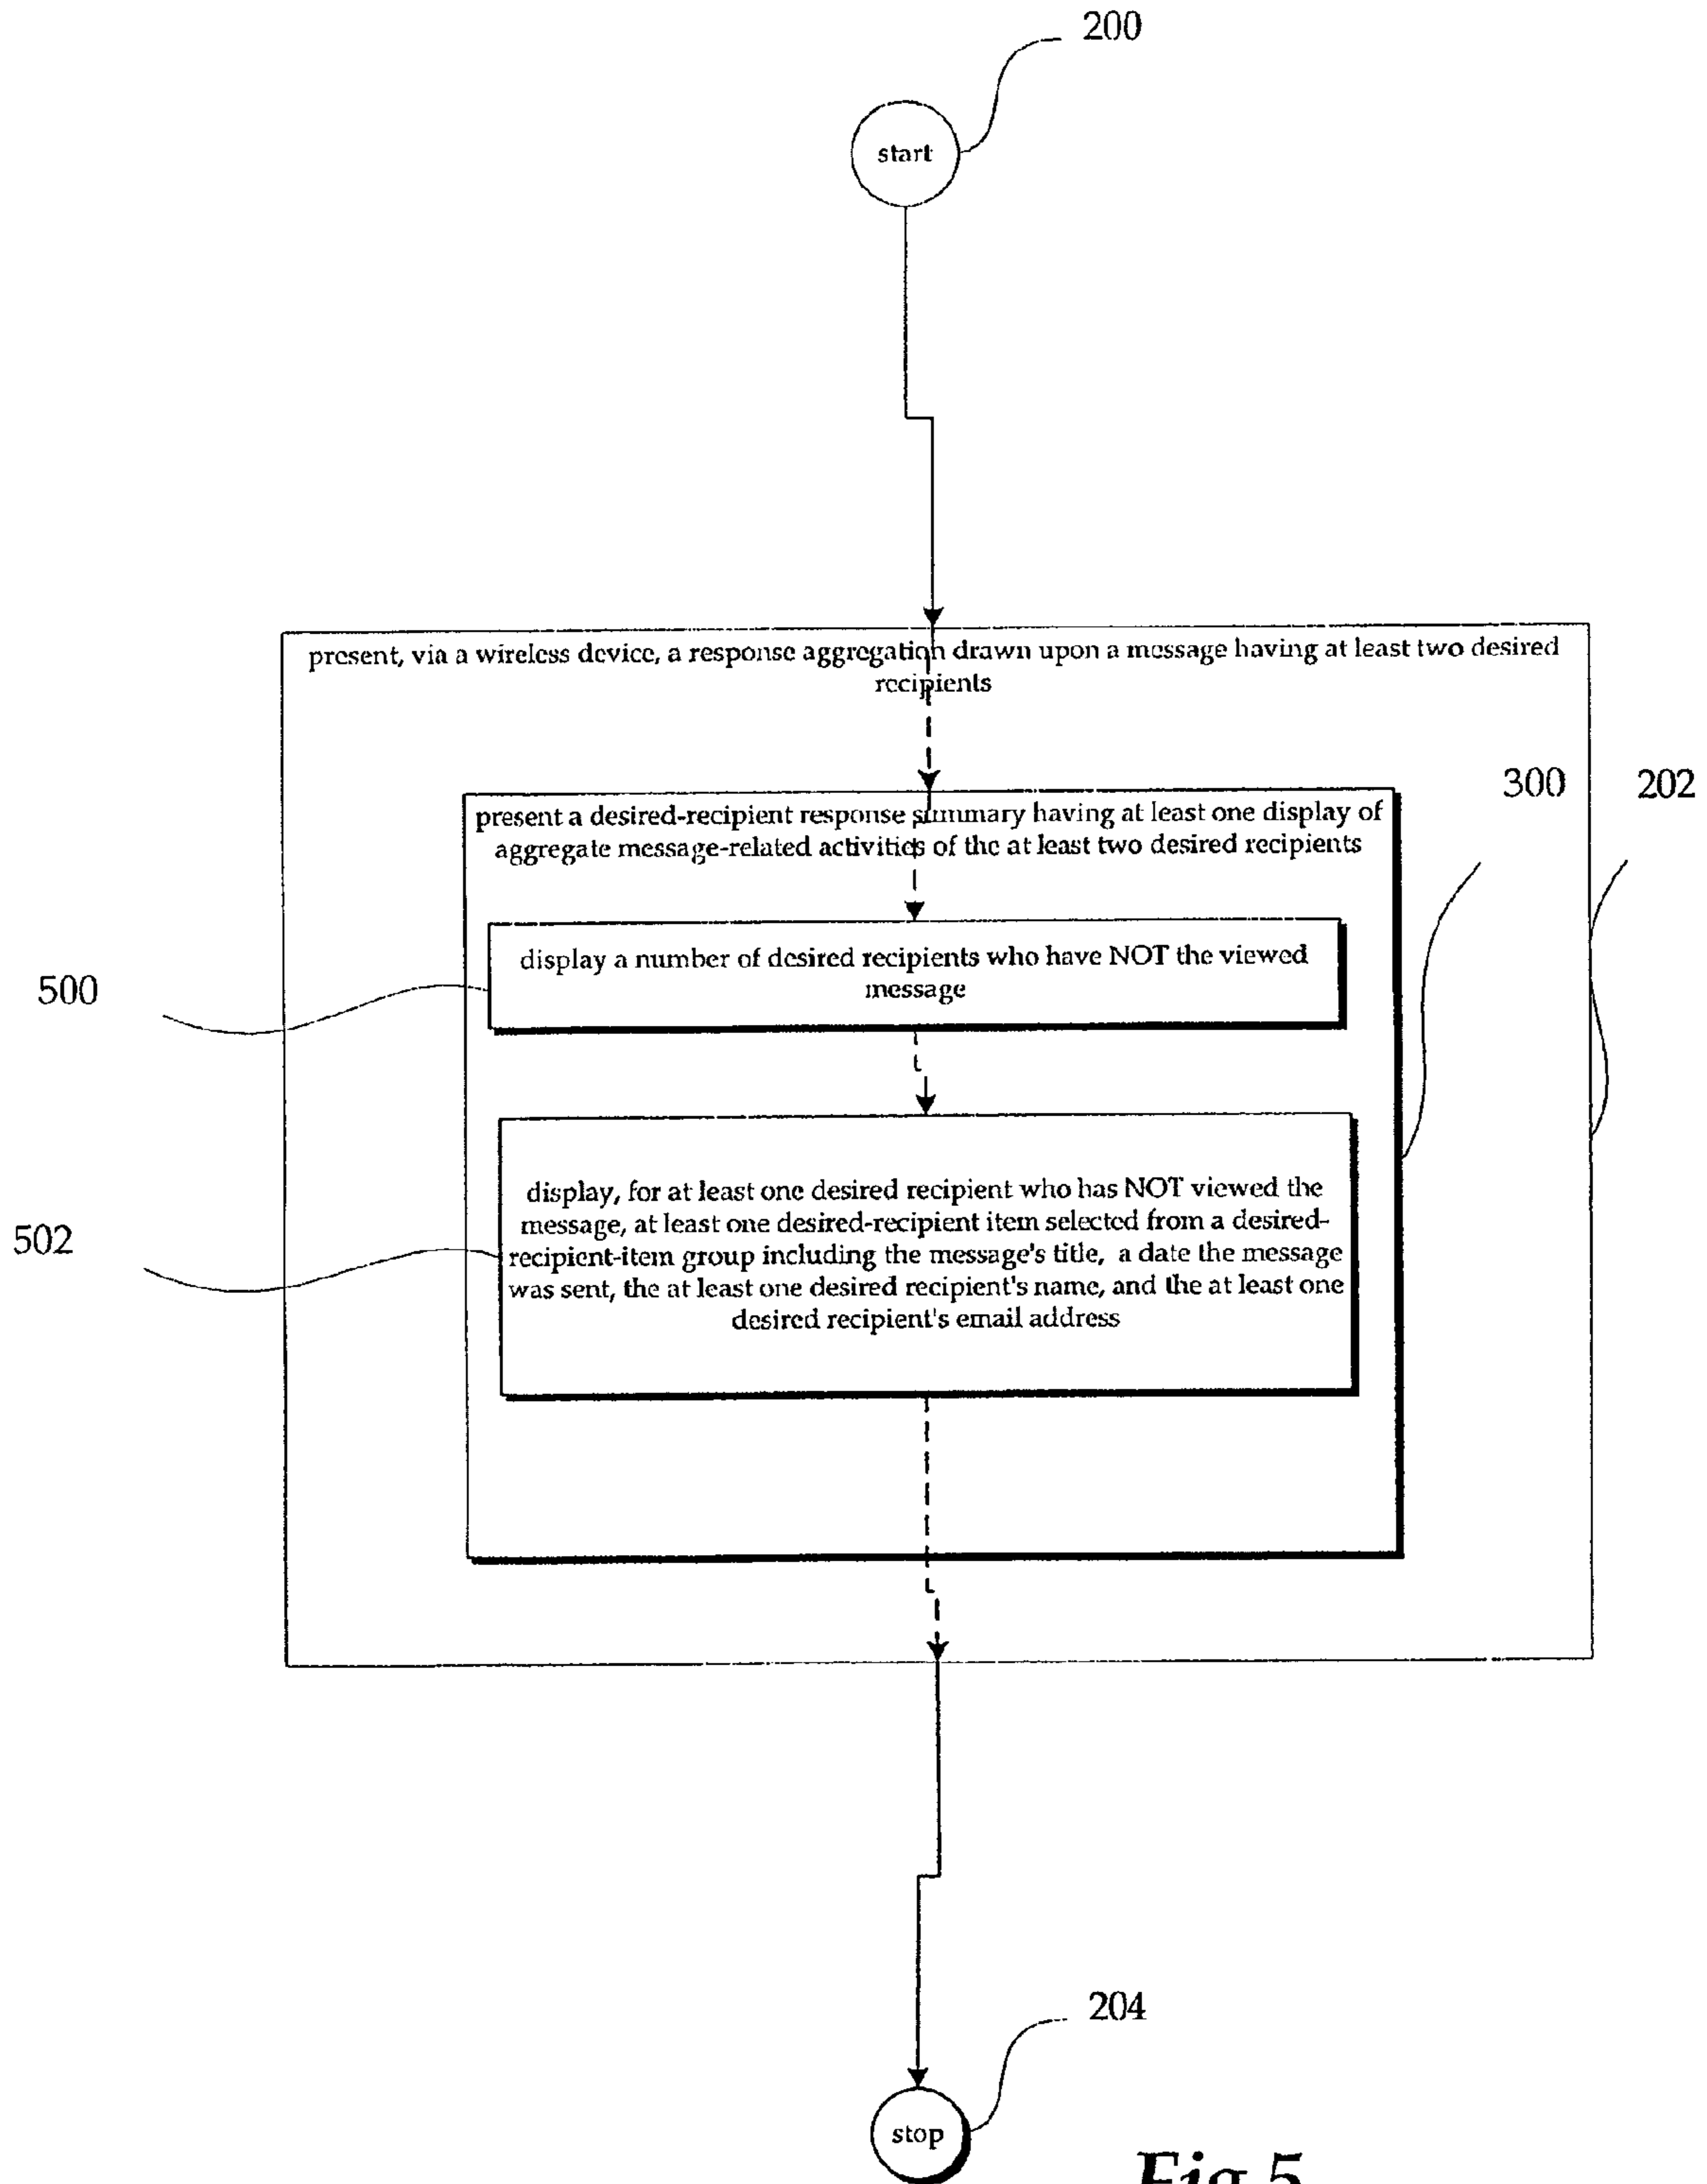 200
start
present, via a wireless device, a response aggregation drawn upon a message having at least two desired
recipients
300
202
present a desired-recipient response summary having at least one display of
aggregate message-related activities of the at least two desired recipients
500
display a number of desired recipients who have NOT the viewed
message
502
display, for at least one desired recipient who has NOT viewed the
message, at least one desired-recipient item selected from a desired-
recipient-item group including the message's title, a date the message
was sent, the at least one desired recipient's name, and the at least one
desired recipient's email address
204
stop
Fig 5